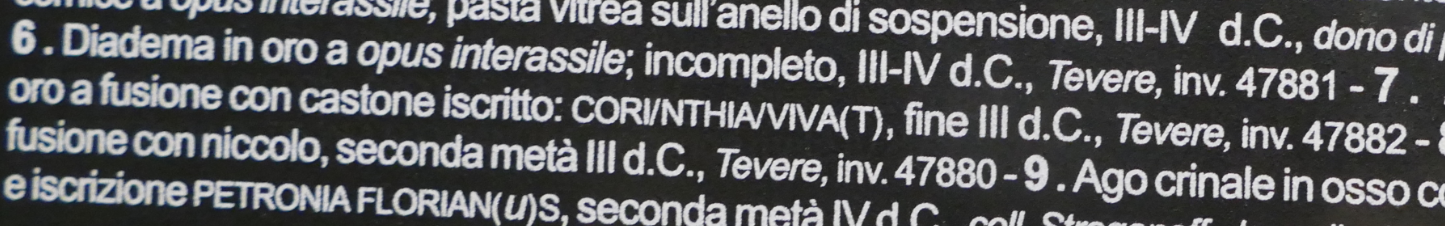 a opus interassile, pasta vitrea sull'anello di sospensione, III-IV d.C., dono di
6 . Diadema in oro a opus interassile; incompleto, III-IV d.C., Tevere, inv. 47881 - 7 .
oro a fusione con castone iscritto: CORI/NTHIA/VIVA(T), fine III d.C., Tevere, inv. 47882 -
fusione con niccolo, seconda metà III d.C., Tevere, inv. 47880 - 9 . Ago crinale in osso
e iscrizione PETRONIA FLORIAN(U)S, seconda metà IV d.C., coll.